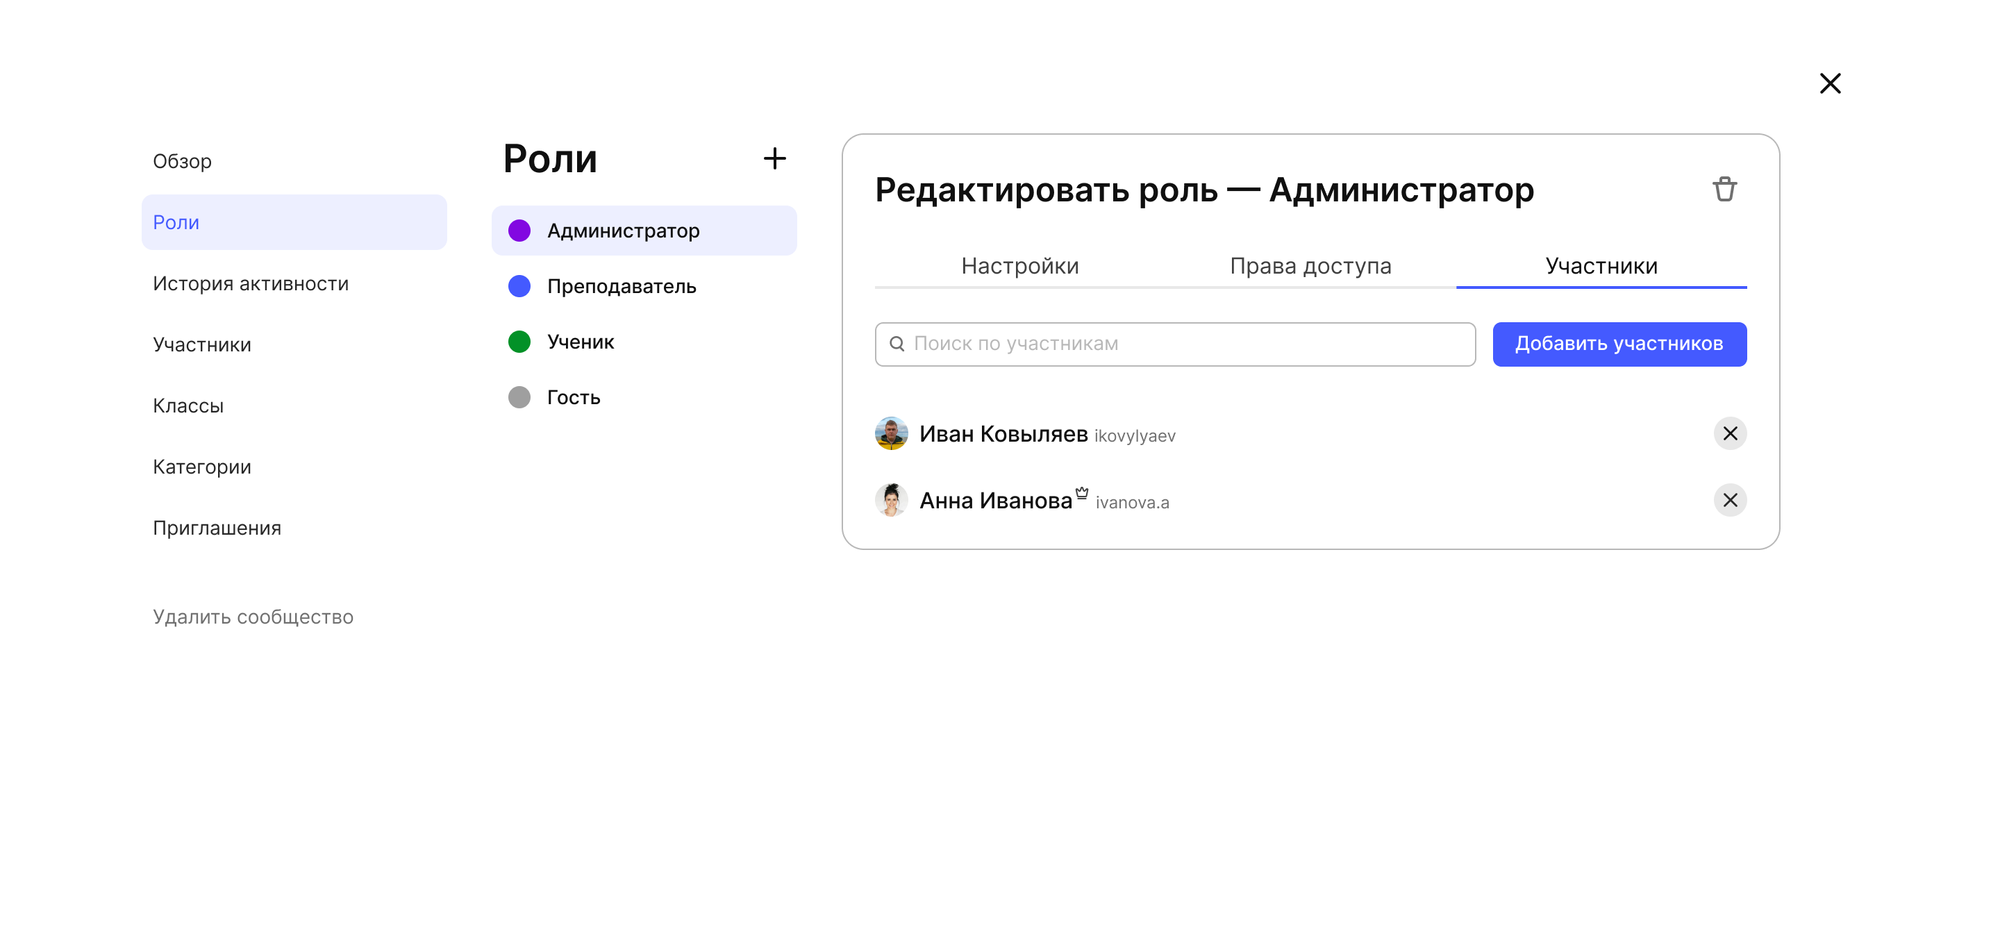 Обзор
Роли
История активности
Участники
Классы
Категории
Приглашения
Удалить сообщество
Роли
Администратор
Преподаватель
Ученик
Гость
Редактировать роль — Администратор
Настройки Права доступа Участники
Поиск по участникам Добавить участников
Иван Ковыляев ikovylyaev
Анна Иванова ivanova.a